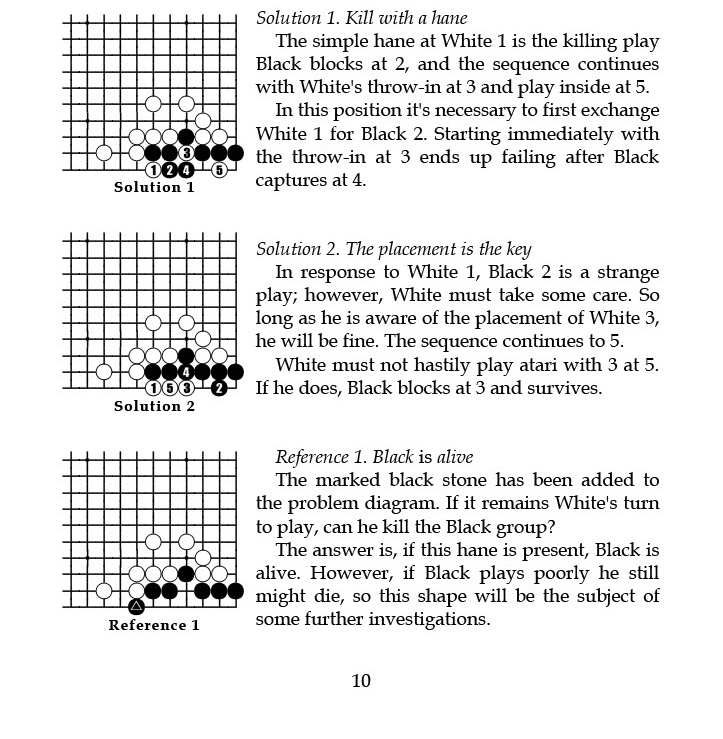 Solution 1. Kill with a hane
The simple hane at White 1 is the killing play
Black blocks at 2, and the sequence continues
with White's throw-in at 3 and play inside at 5.
In this position it's necessary to first exchange
White 1 for Black 2. Starting immediately with
the throw-in at 3 ends up failing after Black
captures at 4.
3
1 2 4 5
Solution 1
Solution 2. The placement is the key
In response to White 1, Black 2 is a strange
play; however, White must take some care. So
long as he is aware of the placement of White 3,
he will be fine. The sequence continues to 5.
White must not hastily play atari with 3 at 5.
If he does, Black blocks at 3 and survives.
4
1 5 3 2
Solution 2
Reference 1. Black is alive
The marked black stone has been added to
the problem diagram. If it remains White's turn
to play, can he kill the Black group?
The answer is, if this hane is present, Black is
alive. However, if Black plays poorly he still
might die, so this shape will be the subject of
some further investigations.
Reference 1
10